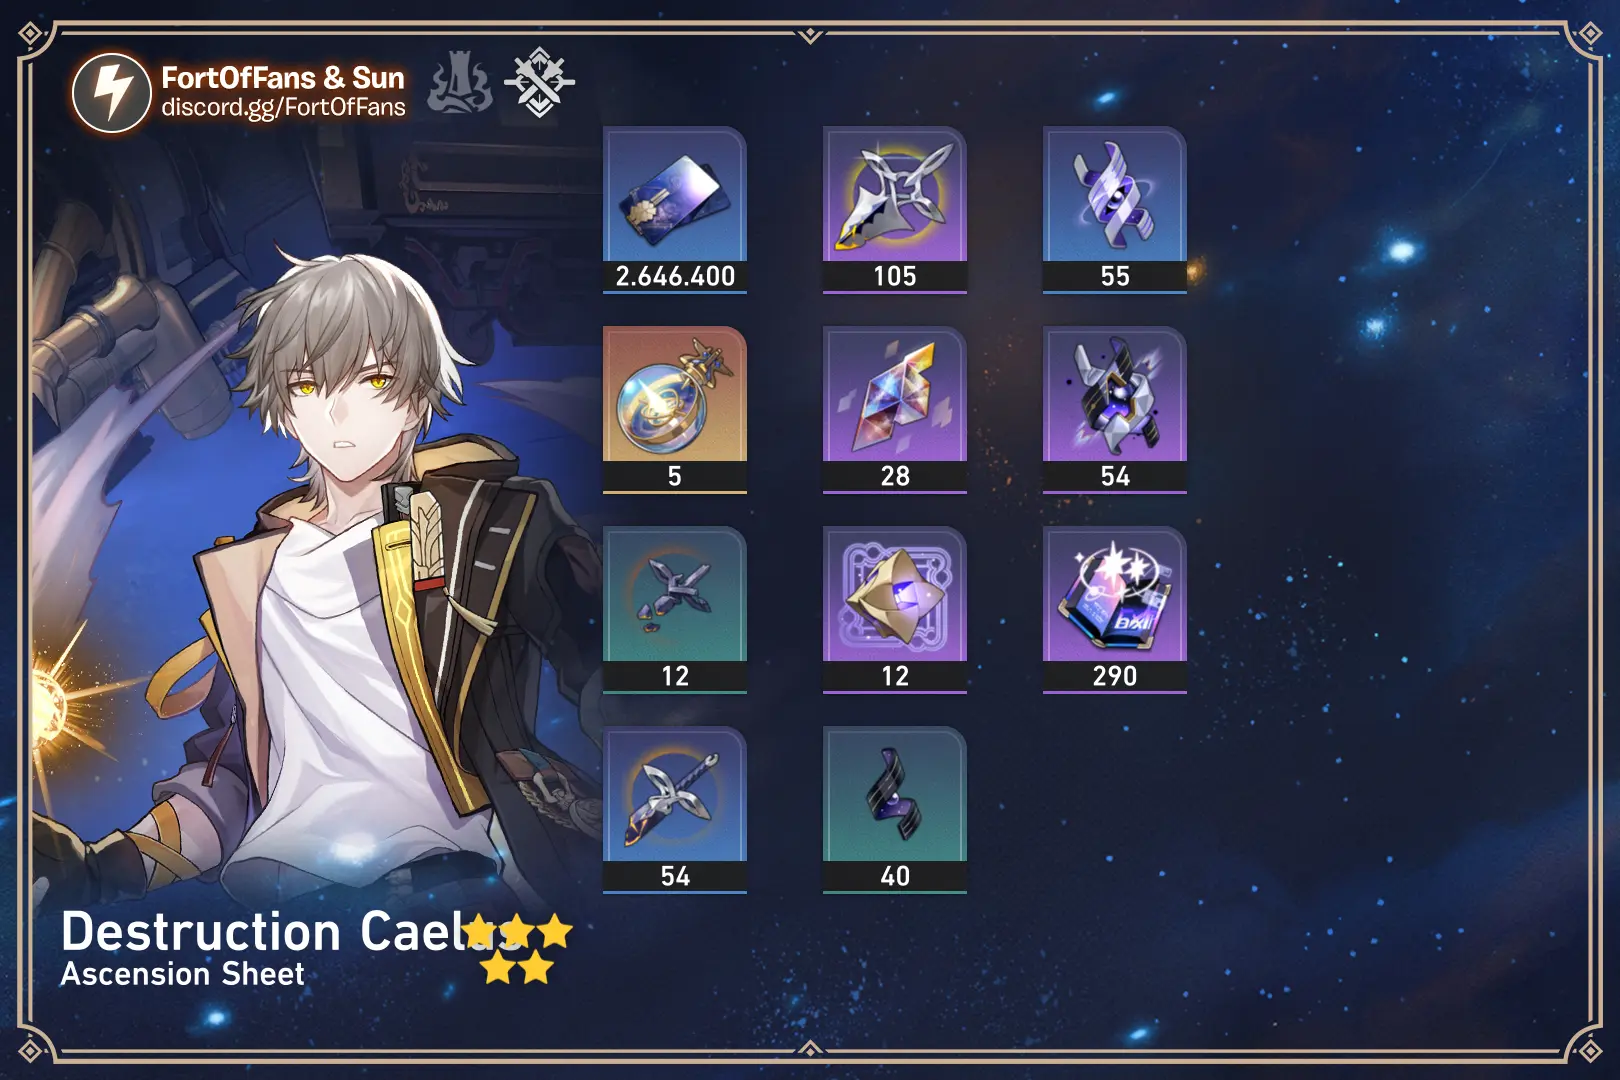 FortOfFans & Sun
discord.gg/FortOfFans
2.646.400
105
55
5
28
54
12
12
290
54
40
Destruction Caelus
Ascension Sheet